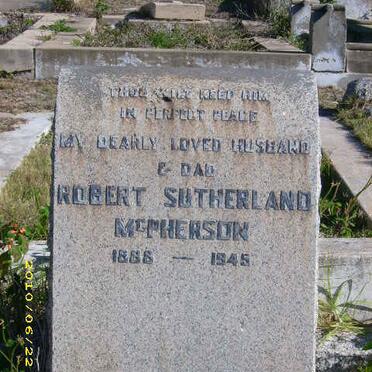 THOU WILT KEEP HIM
IN PERFECT PEACE
MY DEARLY LOVED HUSBAND
& DAD
ROBERT SUTHERLAND
McPHERSON
1886 — 1945
2010/06/22